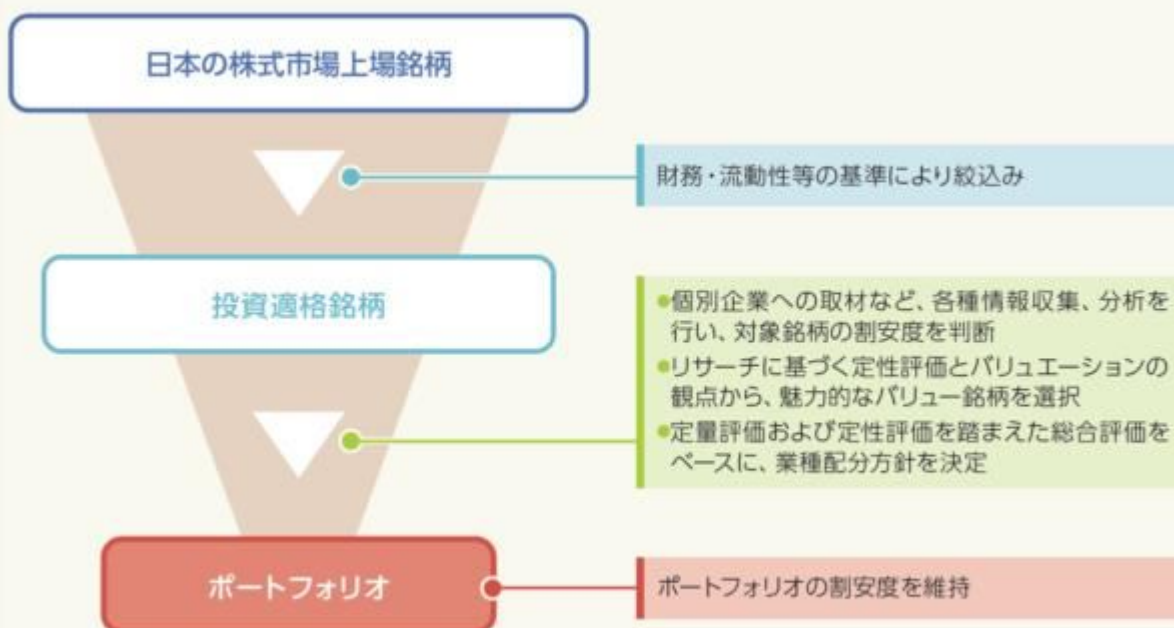 日本の株式市場上場銘柄
財務・流動性等の基準により絞込み
投資適格銘柄
●個別企業への取材など、各種情報収集、分析を
行い、対象銘柄の割安度を判断
●リサーチに基づく定性評価とバリュエーションの
観点から、魅力的なバリュー銘柄を選択
●定量評価および定性評価を踏まえた総合評価を
ベースに、業種配分方針を決定
ポートフォリオ
ポートフォリオの割安度を維持